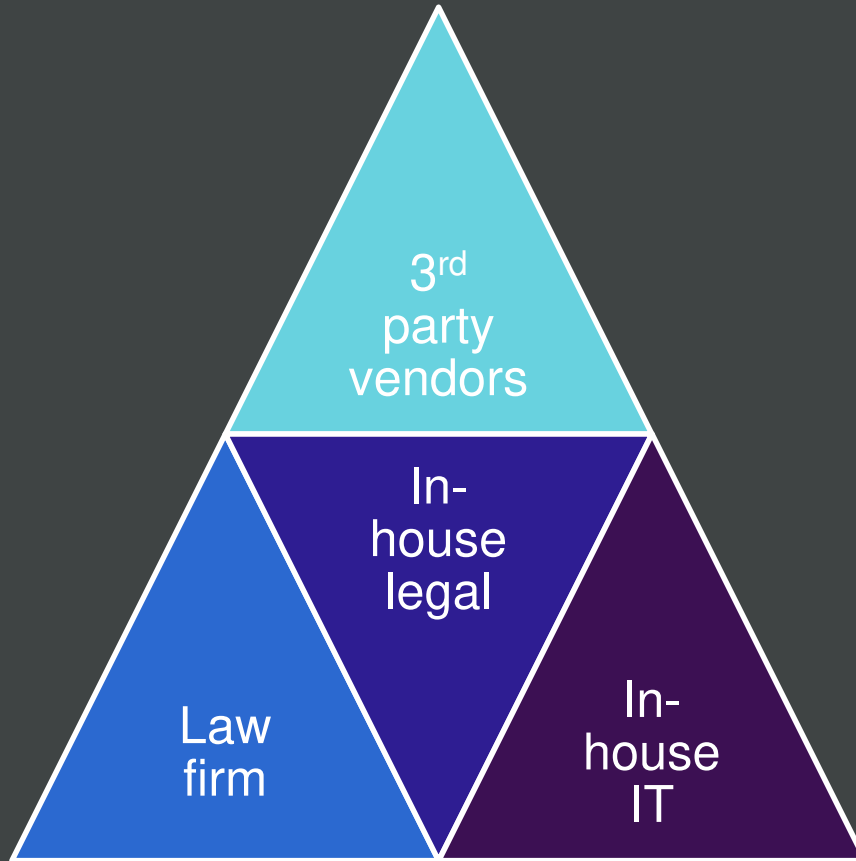 3rd
party
vendors
In-
house
legal
Law
firm
In-
house
IT